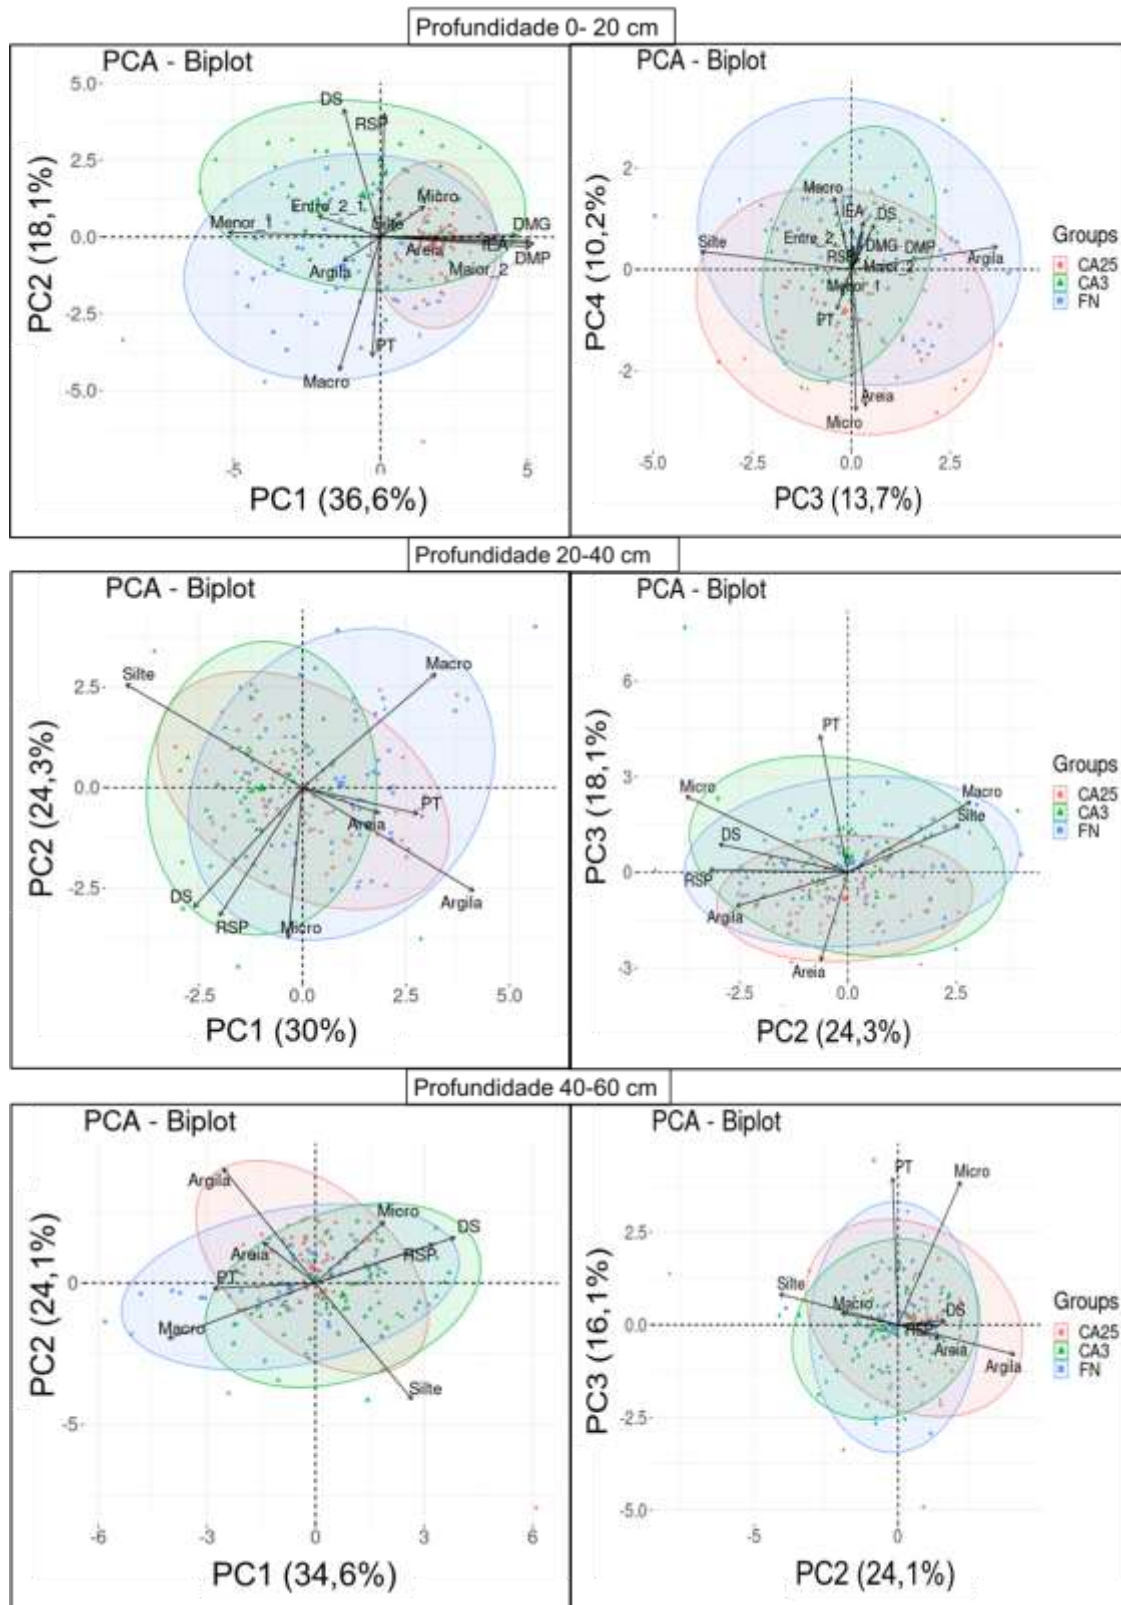 Profundidade 0- 20 cm
PCA - Biplot
PC2 (18,1%)
5.0
2.5
0.0
-2.5
-5.0
DS
RSP
Entre_2_1
Micro
Menor_1
Silte
DMG
Areia
IEA
DMP
Argila
Maior_2
PT
Macro
-5
0
5
PC1 (36,6%)
PCA - Biplot
PC4 (10,2%)
2
0
-2
Macro
IEA
DS
Silte
Entre_2
DMG
DMP
RSP
Maior_2
Argila
Menor_1
PT
Areia
Micro
-5.0
0.0
2.5
PC3 (13,7%)
Groups
CA25
CA3
FN
Profundidade 20-40 cm
PCA - Biplot
PC2 (24,3%)
2.5
0.0
-2.5
Silte
Macro
PT
Areia
DS
RSP
Micro
Argila
-2.5
0.0
2.5
5.0
PC1 (30%)
PCA - Biplot
PC3 (18,1%)
6
3
0
-3
PT
Micro
Macro
Silte
DS
RSP
Argila
Areia
-2.5
0.0
2.5
PC2 (24,3%)
Groups
CA25
CA3
FN
Profundidade 40-60 cm
PCA - Biplot
PC2 (24,1%)
0
-5
Argila
Micro
DS
Areia
RSP
PT
Macro
Silte
-6
-3
0
3
6
PC1 (34,6%)
PCA - Biplot
PC3 (16,1%)
2.5
0.0
-2.5
-5.0
PT
Micro
Silte
Macro
DS
RSP
Areia
Argila
-5
0
PC2 (24,1%)
Groups
CA25
CA3
FN